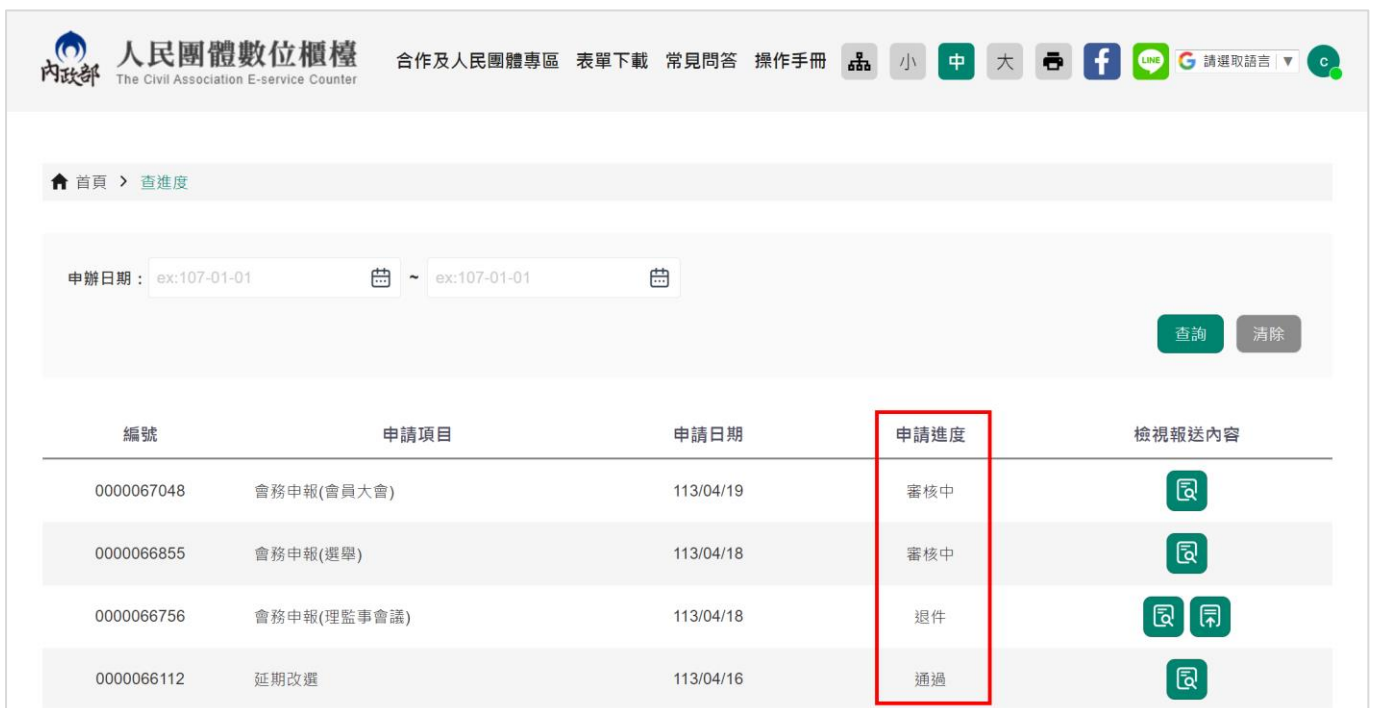 內政部 人民團體數位櫃檯 合作及人民團體專區 表單下載 常見問答 操作手冊 小 中 大 f LINE G 請選取語言 ▼ C
The Civil Association E-service Counter
首頁 > 查進度
申辦日期： ex:107-01-01 ~ ex:107-01-01
查詢 清除
編號 申請項目 申請日期 申請進度 檢視報送內容
0000067048 會務申報(會員大會) 113/04/19 審核中
0000066855 會務申報(選舉) 113/04/18 審核中
0000066756 會務申報(理監事會議) 113/04/18 退件
0000066112 延期改選 113/04/16 通過